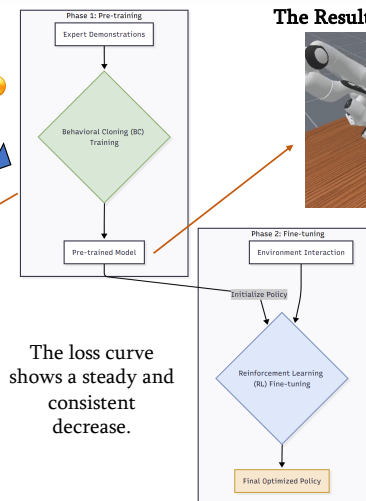 Phase 1: Pre-training
The Result
Expert Demonstrations
Behavioral Cloning (BC)
Training
Pre-trained Model
Phase 2: Fine-tuning
Environment Interaction
Initialize Policy
The loss curve
shows a steady and
consistent
decrease.
Reinforcement Learning
(RL) Fine-tuning
Final Optimized Policy